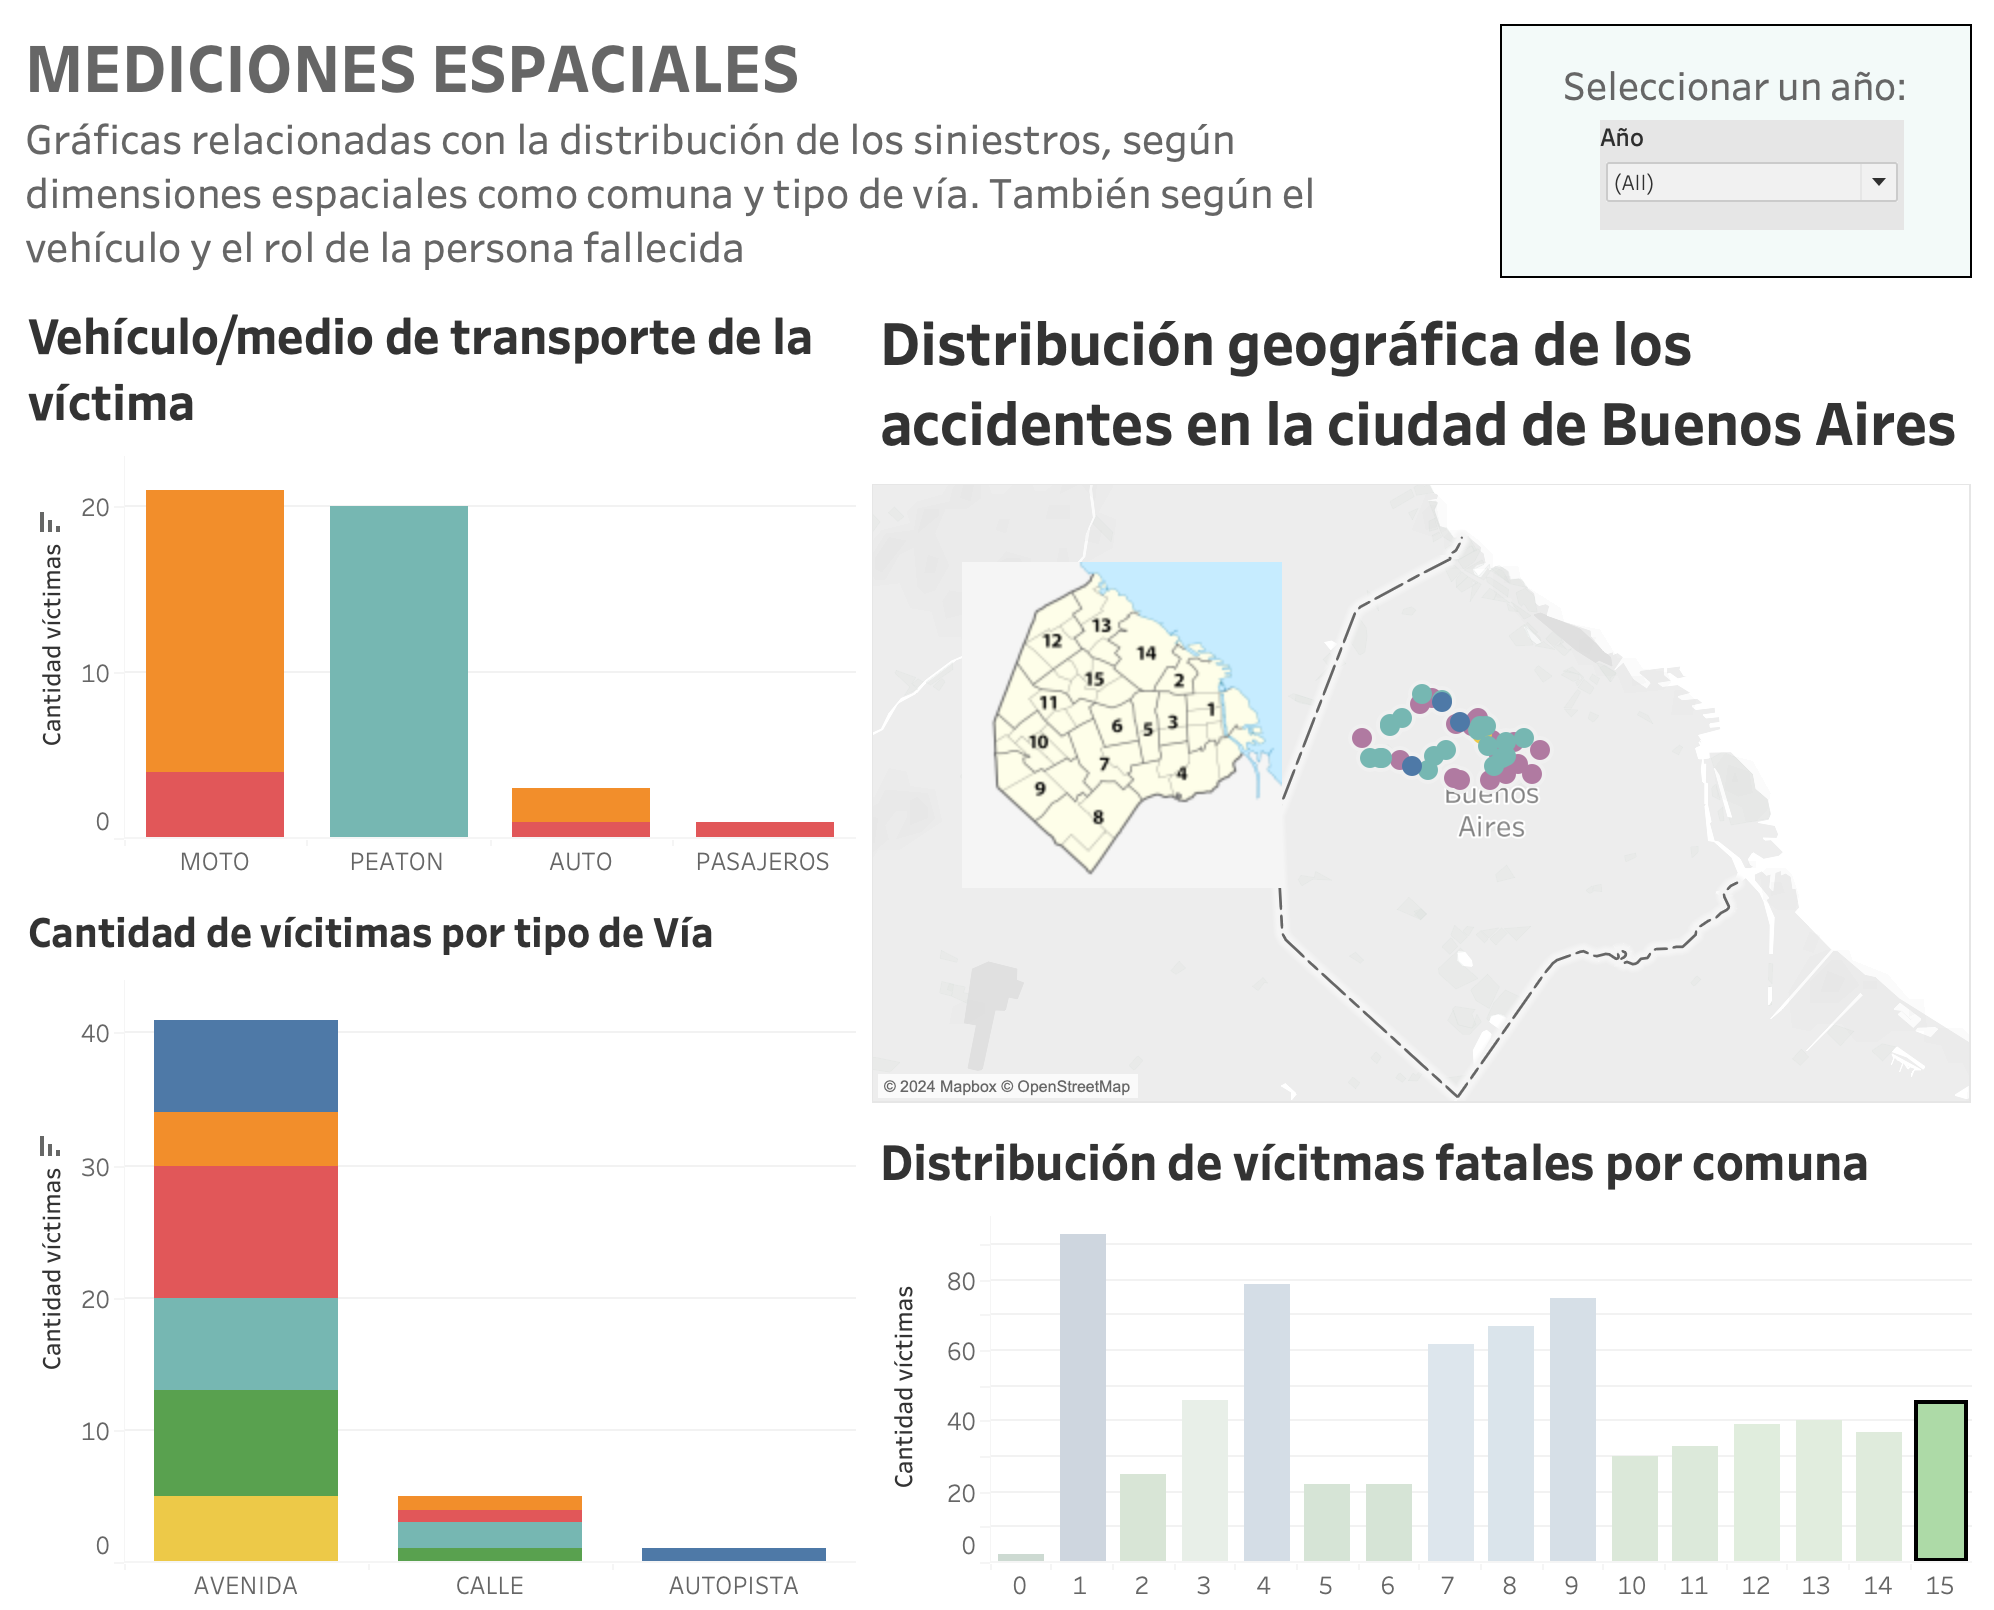 MEDICIONES ESPACIALES
Gráficas relacionadas con la distribución de los siniestros, según
dimensiones espaciales como comuna y tipo de vía. También según el
vehículo y el rol de la persona fallecida
Seleccionar un año:
Año
(All)
Vehículo/medio de transporte de la
víctima
Cantidad víctimas
20
10
0
MOTO
PEATON
AUTO
PASAJEROS
Cantidad de vícitimas por tipo de Vía
Cantidad víctimas
40
30
20
10
0
AVENIDA
CALLE
AUTOPISTA
Distribución geográfica de los
accidentes en la ciudad de Buenos Aires
13
12
14
15
2
11
1
6
3
5
10
7
4
9
8
Buenos
Aires
© 2024 Mapbox © OpenStreetMap
Distribución de vícitmas fatales por comuna
Cantidad víctimas
80
60
40
20
0
0
1
2
3
4
5
6
7
8
9
10
11
12
13
14
15